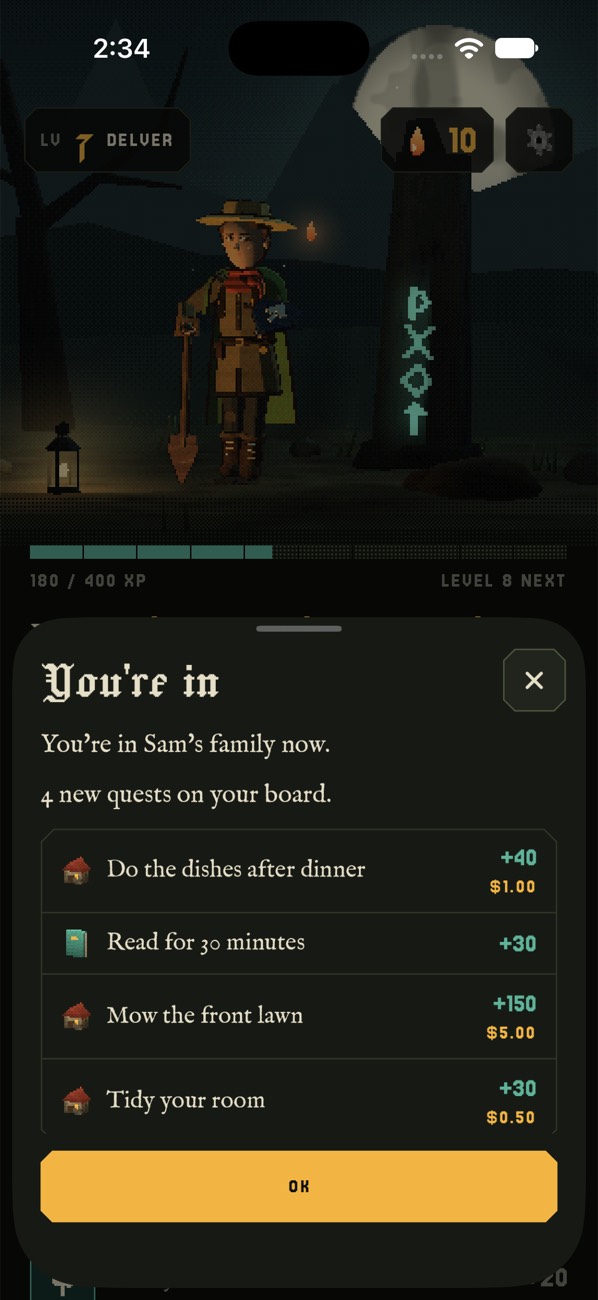 2:34
LV 7 DELVER
10
ᚹ
ᚷ
ᛜ
ᛏ
180 / 400 XP
LEVEL 8 NEXT
You're in
You're in Sam's family now.
4 new quests on your board.
Do the dishes after dinner
+40
$1.00
Read for 30 minutes
+30
Mow the front lawn
+150
$5.00
Tidy your room
+30
$0.50
OK
20